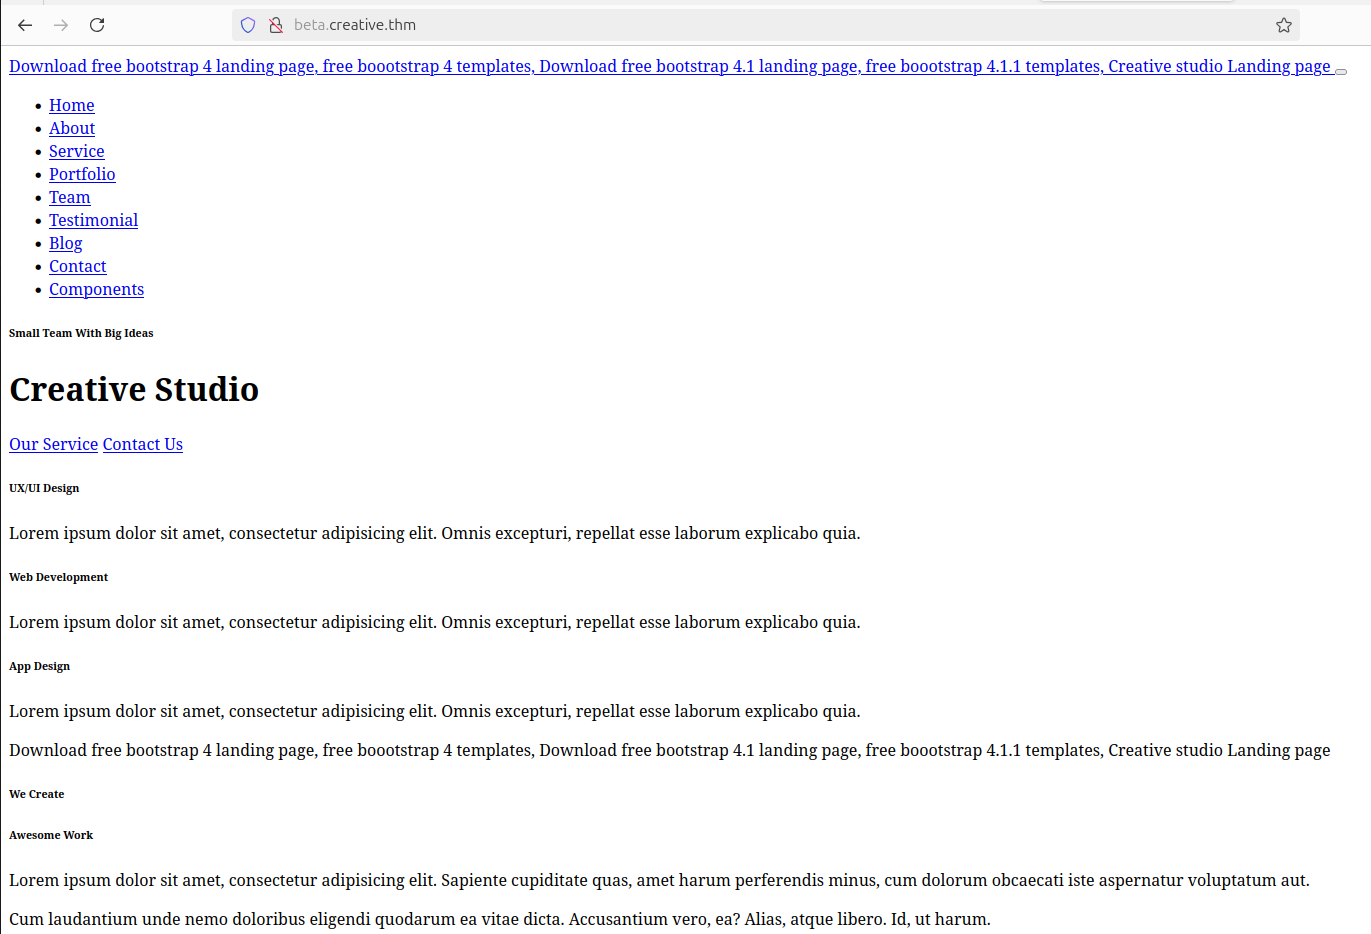 beta.creative.thm
Download free bootstrap 4 landing page, free boootstrap 4 templates, Download free bootstrap 4.1 landing page, free boootstrap 4.1.1 templates, Creative studio Landing page
Home
About
Service
Portfolio
Team
Testimonial
Blog
Contact
Components
Small Team With Big Ideas
Creative Studio
Our Service Contact Us
UX/UI Design
Lorem ipsum dolor sit amet, consectetur adipisicing elit. Omnis excepturi, repellat esse laborum explicabo quia.
Web Development
Lorem ipsum dolor sit amet, consectetur adipisicing elit. Omnis excepturi, repellat esse laborum explicabo quia.
App Design
Lorem ipsum dolor sit amet, consectetur adipisicing elit. Omnis excepturi, repellat esse laborum explicabo quia.
Download free bootstrap 4 landing page, free boootstrap 4 templates, Download free bootstrap 4.1 landing page, free boootstrap 4.1.1 templates, Creative studio Landing page
We Create
Awesome Work
Lorem ipsum dolor sit amet, consectetur adipisicing elit. Sapiente cupiditate quas, amet harum perferendis minus, cum dolorum obcaecati iste aspernatur voluptatum aut.
Cum laudantium unde nemo doloribus eligendi quodarum ea vitae dicta. Accusantium vero, ea? Alias, atque libero. Id, ut harum.